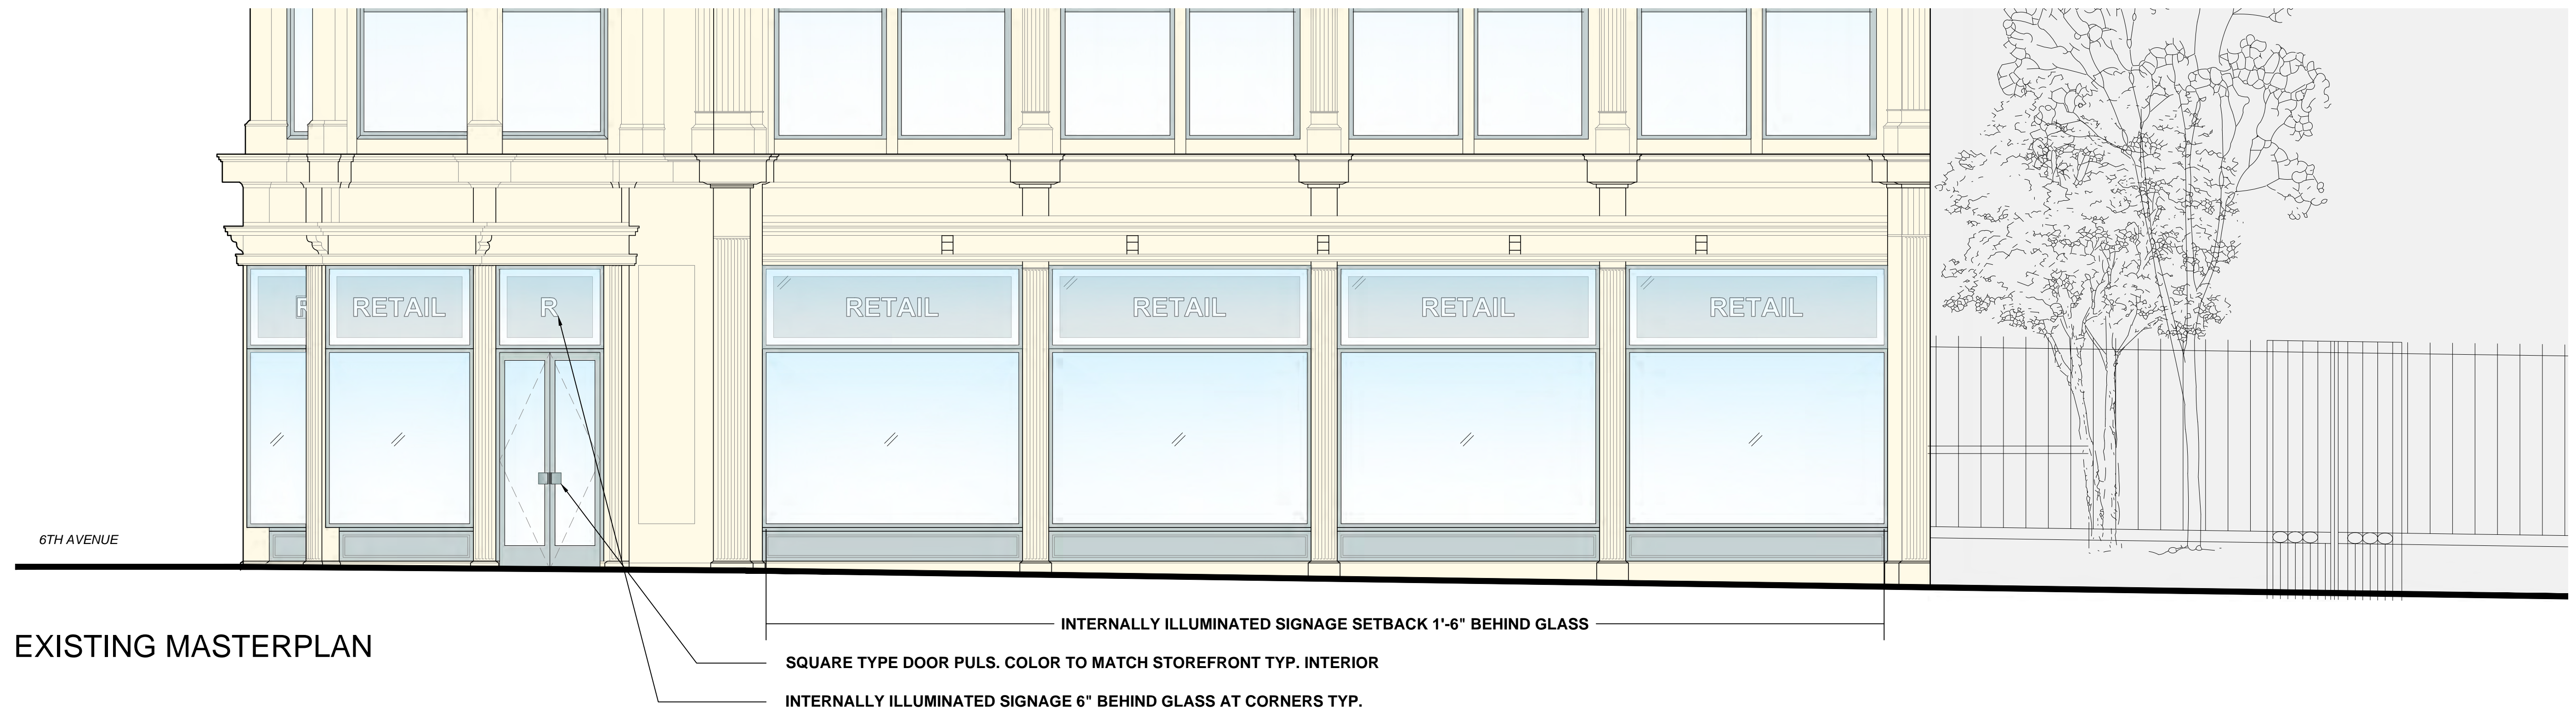 R
RETAIL
R
RETAIL
RETAIL
RETAIL
RETAIL
6TH AVENUE
EXISTING MASTERPLAN
INTERNALLY ILLUMINATED SIGNAGE SETBACK 1'-6" BEHIND GLASS
SQUARE TYPE DOOR PULS. COLOR TO MATCH STOREFRONT TYP. INTERIOR
INTERNALLY ILLUMINATED SIGNAGE 6" BEHIND GLASS AT CORNERS TYP.